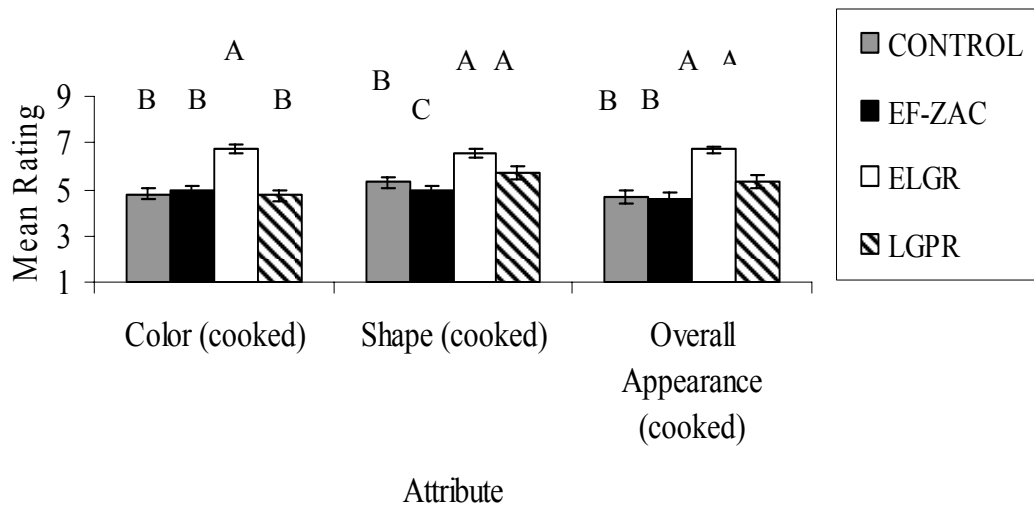 A
B B B
B C A A
B B A A
9
7
5
3
1
Mean Rating
Color (cooked)
Shape (cooked)
Overall
Appearance
(cooked)
Attribute
CONTROL
EF-ZAC
ELGR
LGPR